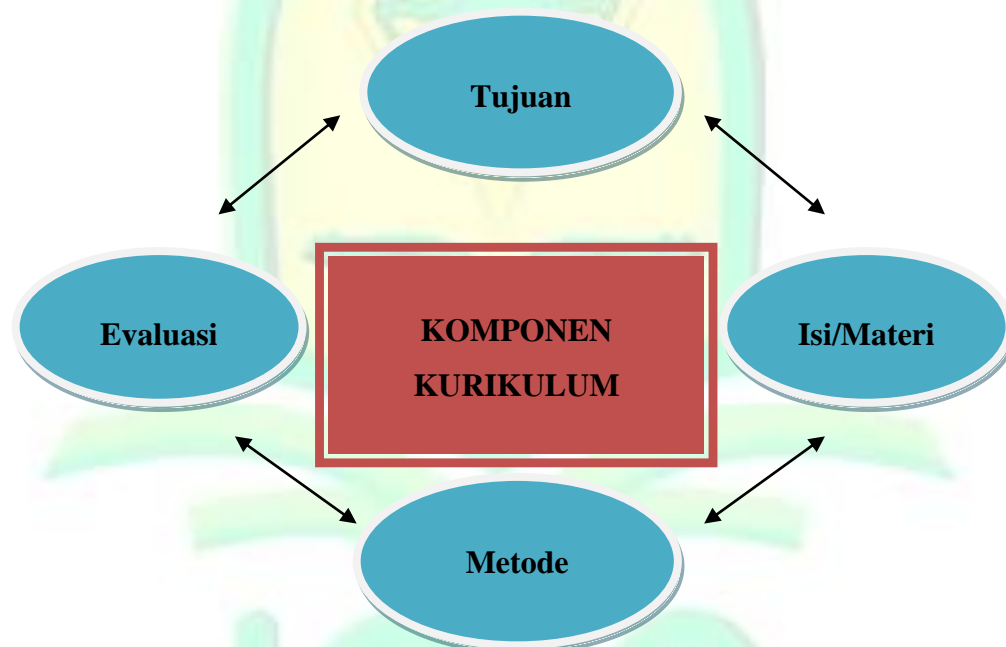 Tujuan
Evaluasi
KOMPONEN
KURIKULUM
Isi/Materi
Metode